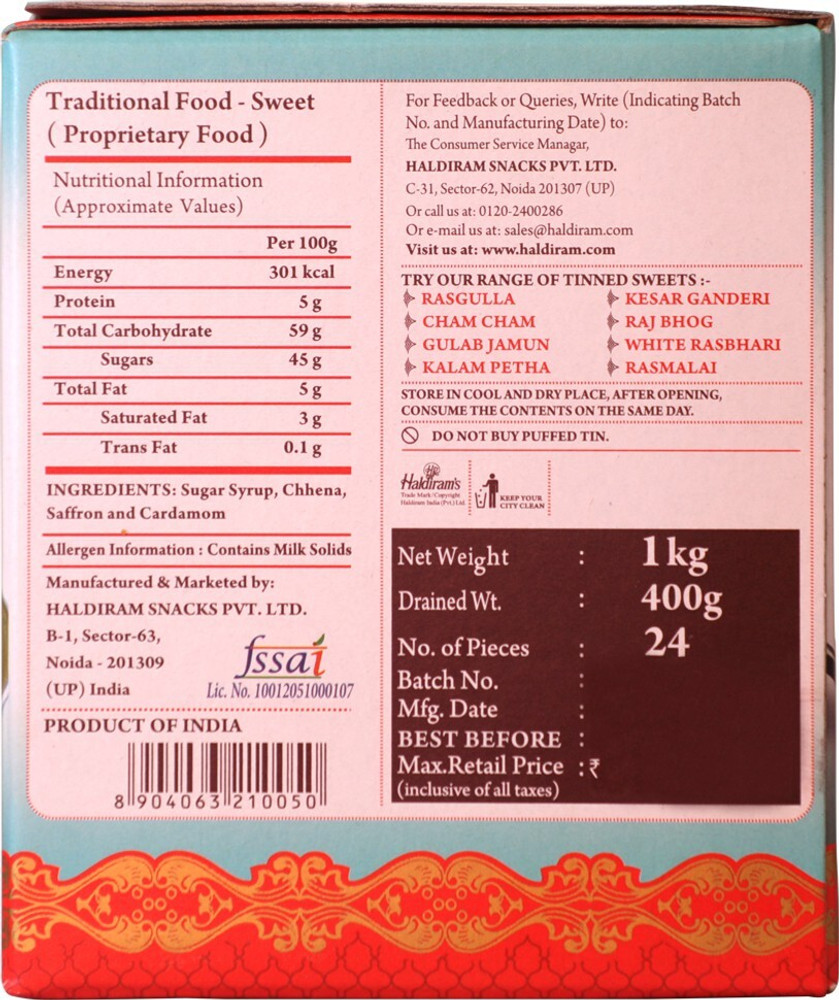 Traditional Food - Sweet
( Proprietary Food )
Nutritional Information
(Approximate Values)
Per 100g
Energy 301 kcal
Protein 5 g
Total Carbohydrate 59 g
Sugars 45 g
Total Fat 5 g
Saturated Fat 3 g
Trans Fat 0.1 g
INGREDIENTS: Sugar Syrup, Chhena,
Saffron and Cardamom
Allergen Information : Contains Milk Solids
Manufactured & Marketed by:
HALDIRAM SNACKS PVT. LTD.
B-1, Sector-63,
Noida - 201309
(UP) India
fssai
Lic. No. 10012051000107
PRODUCT OF INDIA
8 904063 210050
For Feedback or Queries, Write (Indicating Batch
No. and Manufacturing Date) to:
The Consumer Service Managar,
HALDIRAM SNACKS PVT. LTD.
C-31, Sector-62, Noida 201307 (UP)
Or call us at: 0120-2400286
Or e-mail us at: sales@haldiram.com
Visit us at: www.haldiram.com
TRY OUR RANGE OF TINNED SWEETS :-
RASGULLA KESAR GANDERI
CHAM CHAM RAJ BHOG
GULAB JAMUN WHITE RASBHARI
KALAM PETHA RASMALAI
STORE IN COOL AND DRY PLACE, AFTER OPENING,
CONSUME THE CONTENTS ON THE SAME DAY.
DO NOT BUY PUFFED TIN.
Haldiram's
Trade Mark/Copyright
Haldiram India (Pvt.) Ltd.
KEEP YOUR
CITY CLEAN
Net Weight : 1kg
Drained Wt. : 400g
No. of Pieces : 24
Batch No. :
Mfg. Date :
BEST BEFORE :
Max.Retail Price : ₹
(inclusive of all taxes)